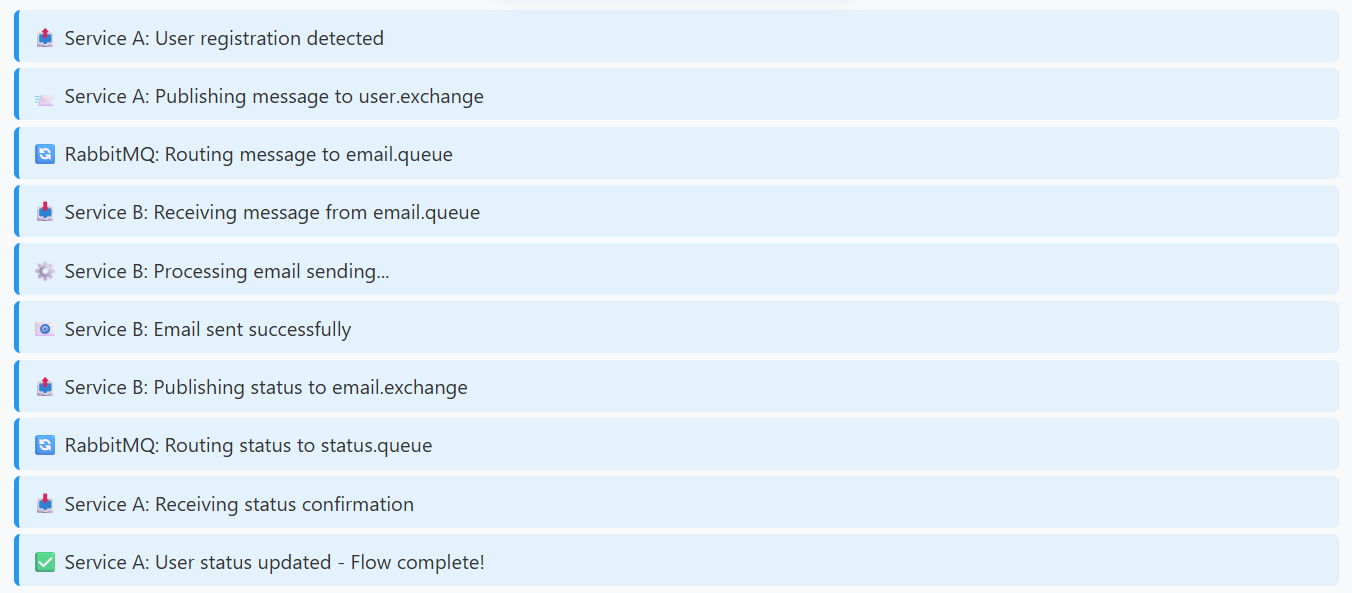 Service A: User registration detected
Service A: Publishing message to user.exchange
RabbitMQ: Routing message to email.queue
Service B: Receiving message from email.queue
Service B: Processing email sending...
Service B: Email sent successfully
Service B: Publishing status to email.exchange
RabbitMQ: Routing status to status.queue
Service A: Receiving status confirmation
Service A: User status updated - Flow complete!